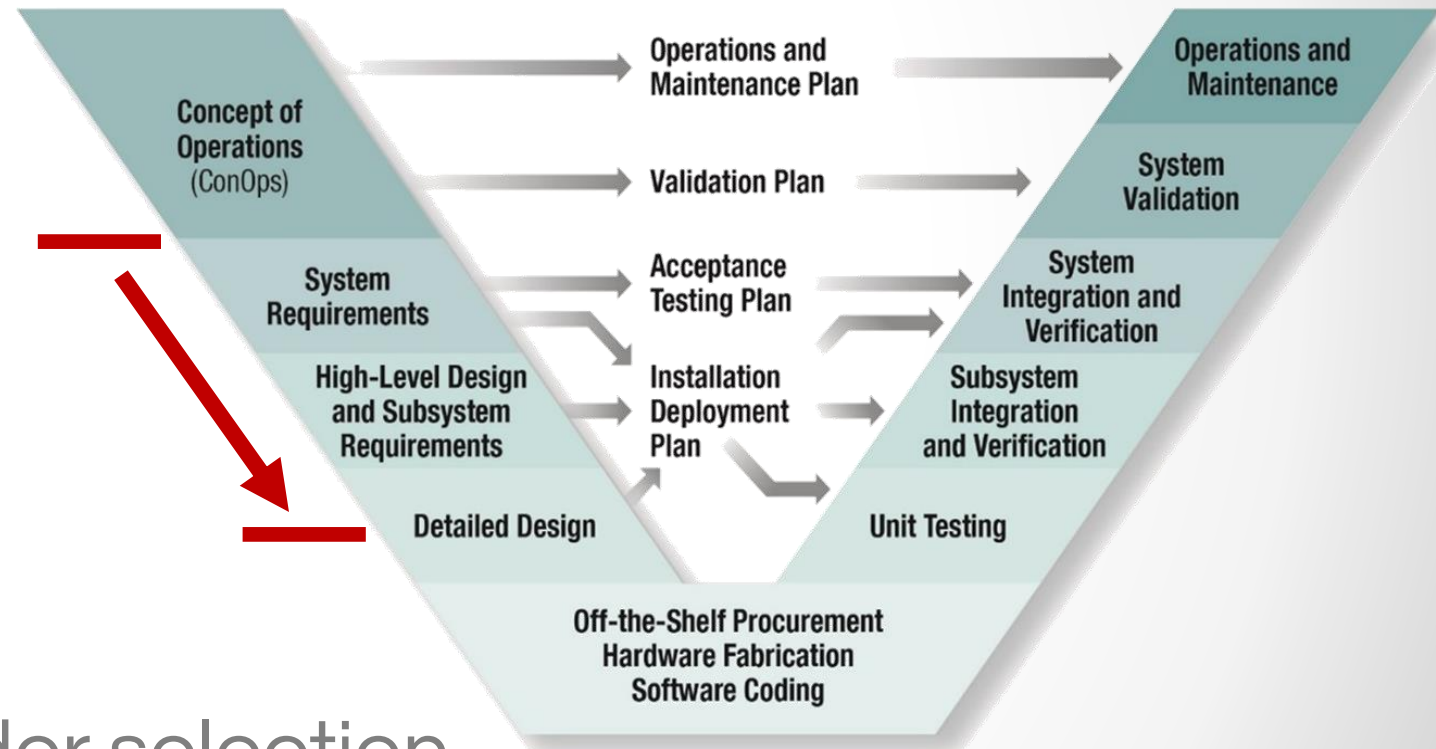 Concept of
Operations
(ConOps)
System
Requirements
High-Level Design
and Subsystem
Requirements
Detailed Design
Operations and
Maintenance Plan
Validation Plan
Acceptance
Testing Plan
Installation
Deployment
Plan
Operations and
Maintenance
System
Validation
System
Integration and
Verification
Subsystem
Integration
and Verification
Unit Testing
Off-the-Shelf Procurement
Hardware Fabrication
Software Coding
selection